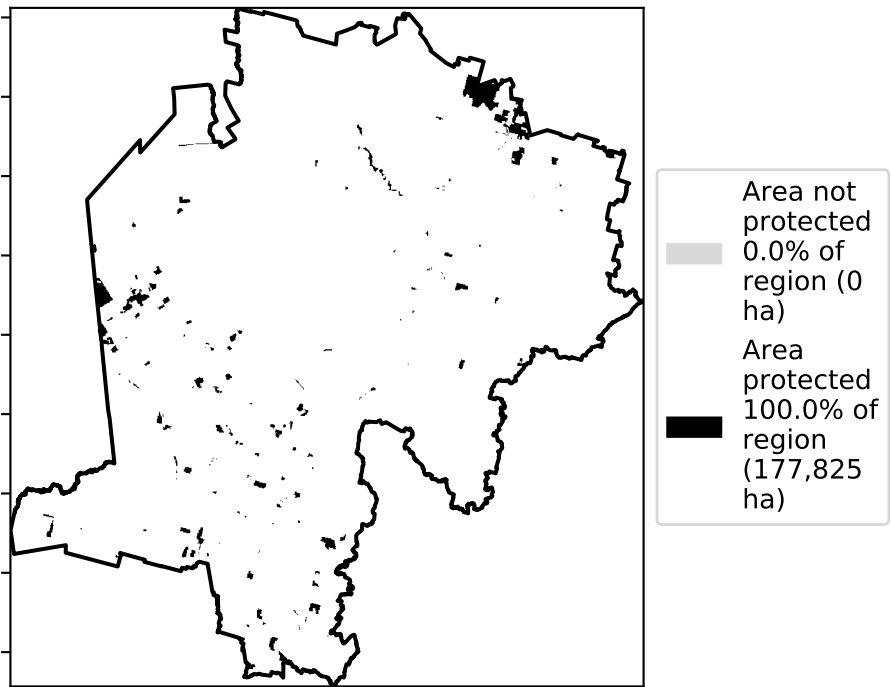 Area not
protected
0.0% of
region (0
ha)
Area
protected
100.0% of
region
(177,825
ha)